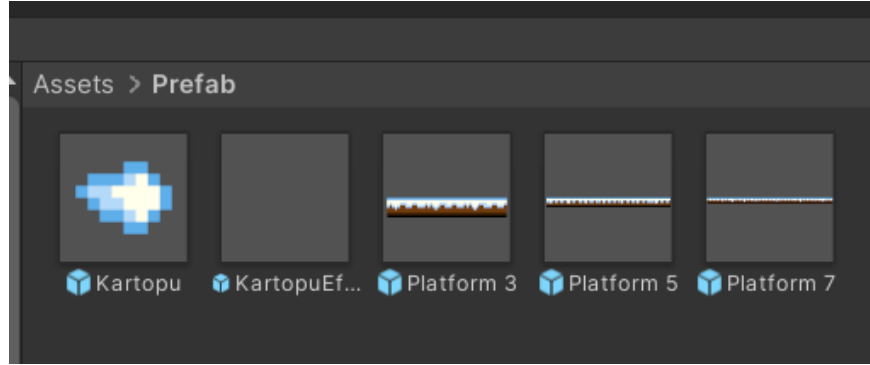 Assets > Prefab
Kartopu KartopuEf... Platform 3 Platform 5 Platform 7